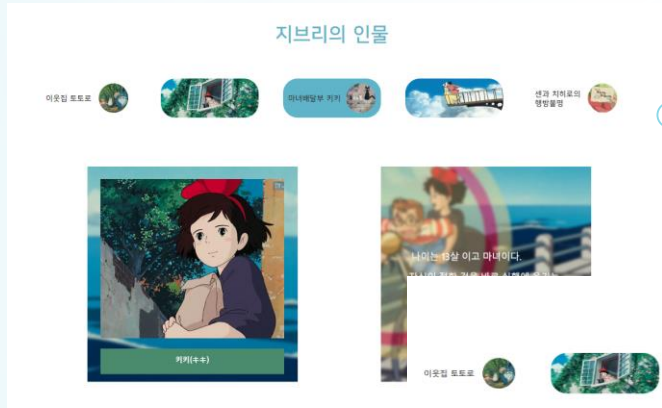 지브리의 인물
이웃집 토토로
마녀배달부 키키
센과 치히로의
행방불명
키키(キキ)
나이는 13살 이고 마녀이다.
이웃집 토토로